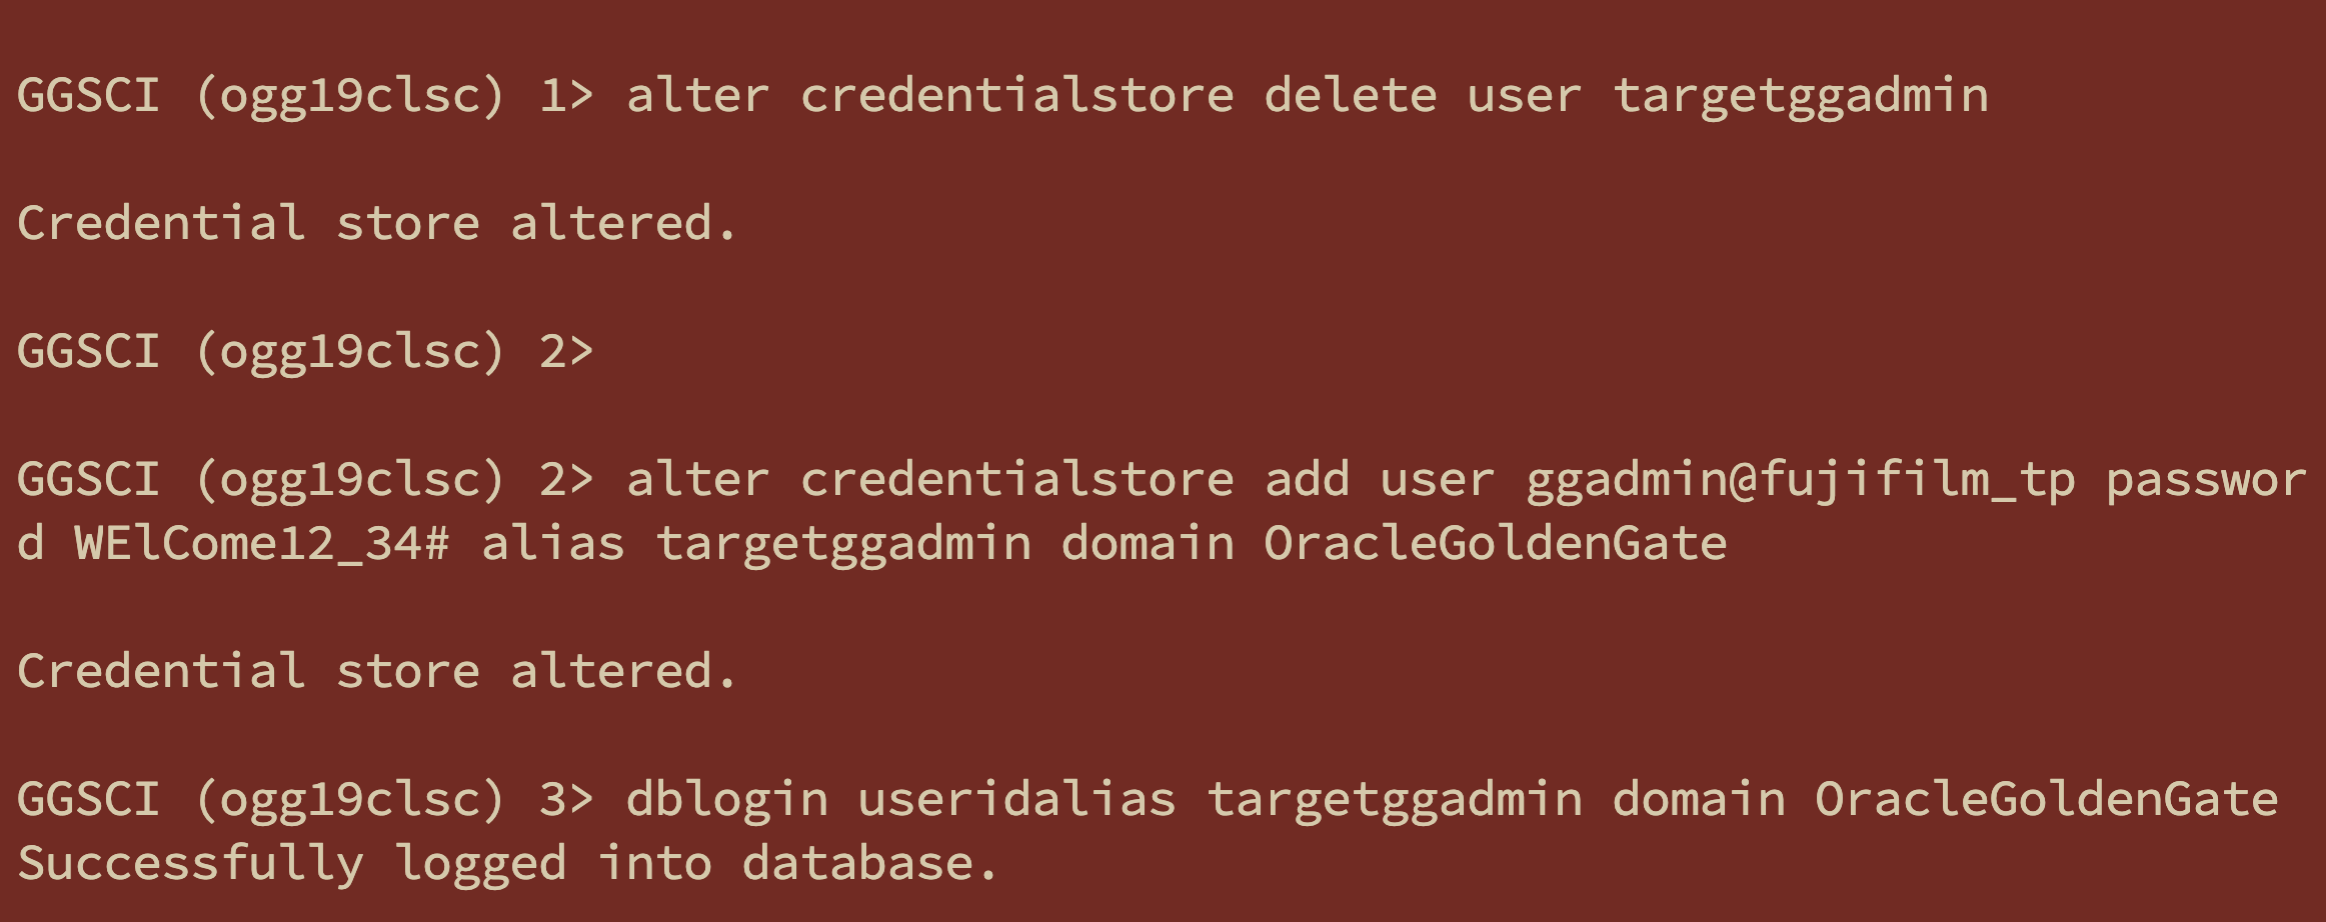 GGSCI (ogg19clsc) 1> alter credentialstore delete user targetggadmin
Credential store altered.
GGSCI (ogg19clsc) 2>
GGSCI (ogg19clsc) 2> alter credentialstore add user ggadmin@fujifilm_tp passwor
d WElCome12_34# alias targetggadmin domain OracleGoldenGate
Credential store altered.
GGSCI (ogg19clsc) 3> dblogin useridalias targetggadmin domain OracleGoldenGate
Successfully logged into database.